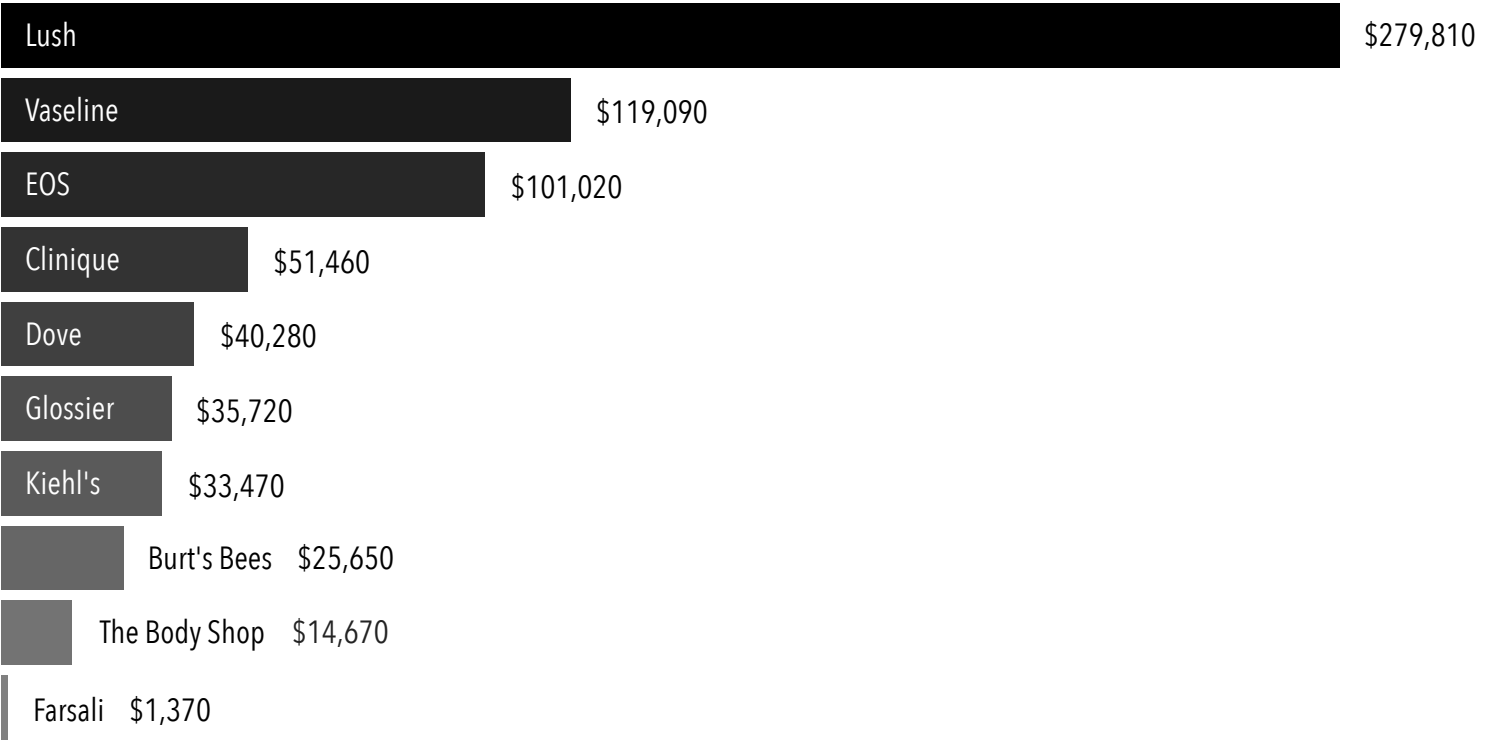 Lush $279,810
Vaseline $119,090
EOS $101,020
Clinique $51,460
Dove $40,280
Glossier $35,720
Kiehl's $33,470
Burt's Bees $25,650
The Body Shop $14,670
Farsali $1,370